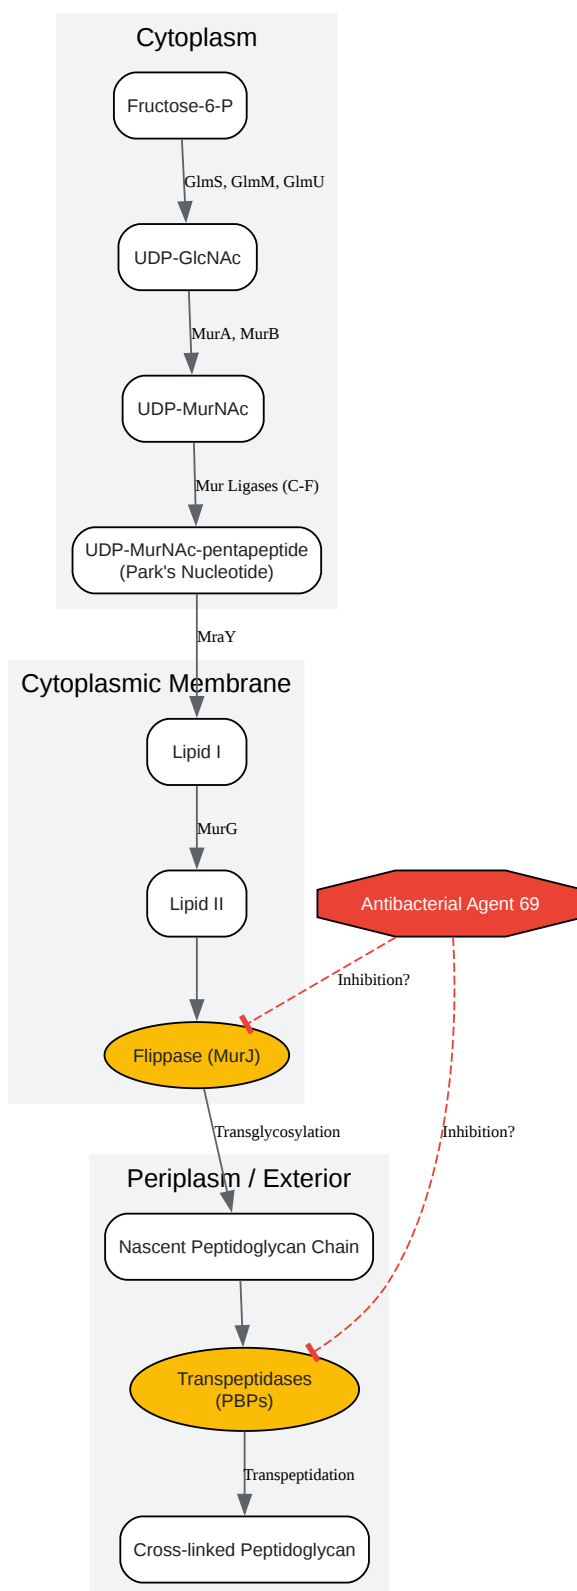 Cytoplasm
Fructose-6-P
GlmS, GlmM, GlmU
UDP-GlcNAc
MurA, MurB
UDP-MurNAc
Mur Ligases (C-F)
UDP-MurNAc-pentapeptide
(Park's Nucleotide)
MraY
Cytoplasmic Membrane
Lipid I
MurG
Lipid II
Antibacterial Agent 69
Inhibition?
Flippase (MurJ)
Transglycosylation
Inhibition?
Periplasm / Exterior
Nascent Peptidoglycan Chain
Transpeptidases
(PBPs)
Transpeptidation
Cross-linked Peptidoglycan